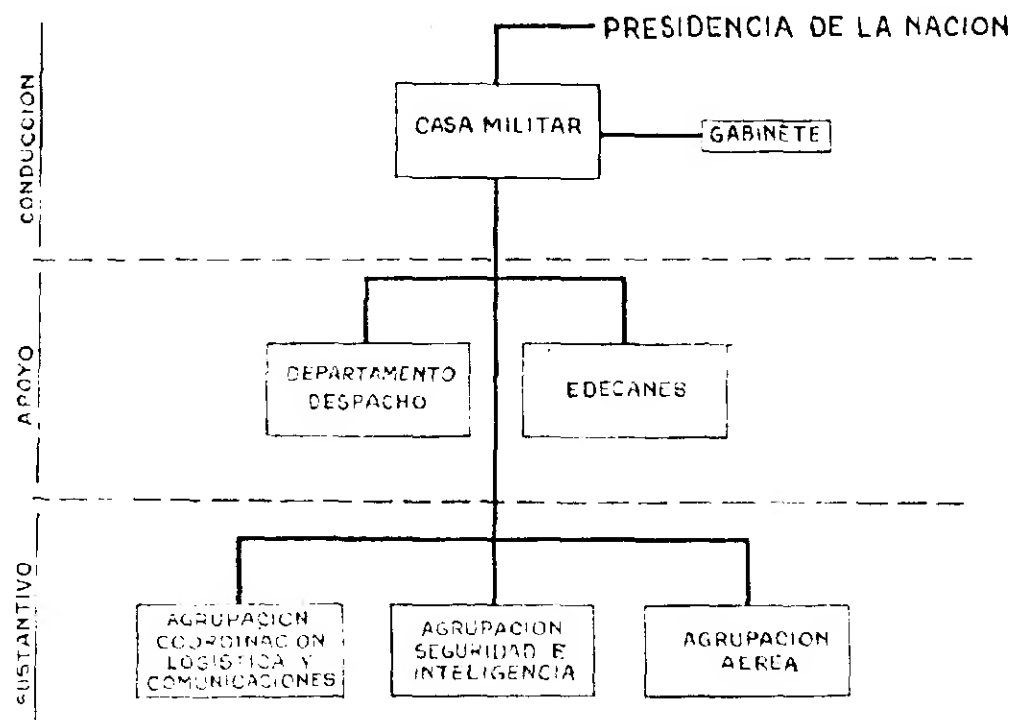 PRESIDENCIA DE LA NACION
CONDUCCION
CASA MILITAR
GABINETE
APOYO
DEPARTAMENTO
DESPACHO
EDECANES
SUSTANTIVO
AGRUPACION
COORDINACION
LOGISTICA Y
COMUNICACIONES
AGRUPACION
SEGURIDAD E
INTELIGENCIA
AGRUPACION
AEREA